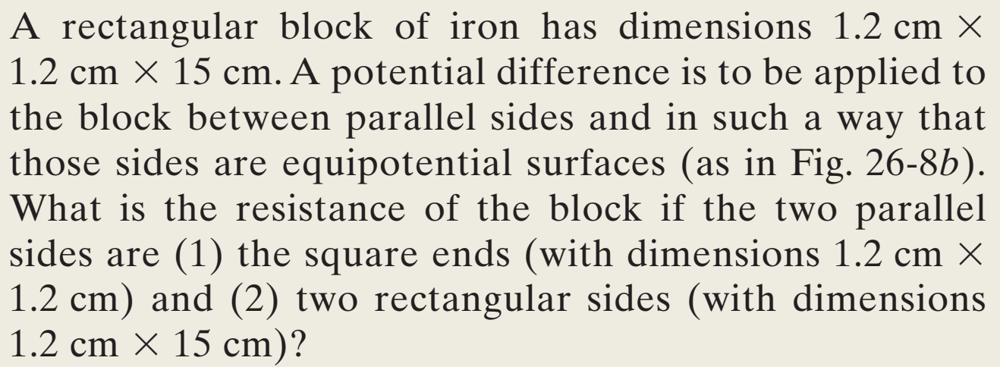 A rectangular block of iron has dimensions 1.2 cm ×
1.2 cm × 15 cm. A potential difference is to be applied to
the block between parallel sides and in such a way that
those sides are equipotential surfaces (as in Fig. 26-8b).
What is the resistance of the block if the two parallel
sides are (1) the square ends (with dimensions 1.2 cm ×
1.2 cm) and (2) two rectangular sides (with dimensions
1.2 cm × 15 cm)?